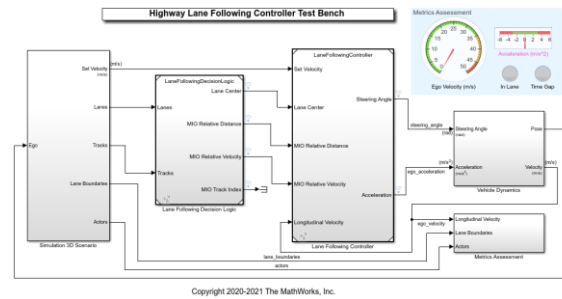 Highway Lane Following Controller Test Bench
Metrics Assessment
Ego Velocity (m/s)
Acceleration (m/s^2)
In Lane
Time Gap
Simulation 3D Scenario
Ego
Set Velocity
(m/s)
Lanes
Tracks
Lane Boundaries
Actors
(m/s)
LaneFollowingDecisionLogic
Lanes
Tracks
Lane Center
MIO Relative Distance
MIO Relative Velocity
MIO Track Index
Lane Following Decision Logic
LaneFollowingController
Set Velocity
Lane Center
MIO Relative Distance
MIO Relative Velocity
Longitudinal Velocity
Steering Angle
Acceleration
Lane Following Controller
steering_angle
(rad)
(m/s²)
ego_acceleration
Steering Angle
(rad)
Acceleration
(m/s²)
Pose
Velocity
(m/s)
(m/s)
Vehicle Dynamics
ego_velocity
Longitudinal Velocity
Lane Boundaries
Actors
Metrics Assessment
lane_boundaries
actors
Copyright 2020-2021 The MathWorks, Inc.